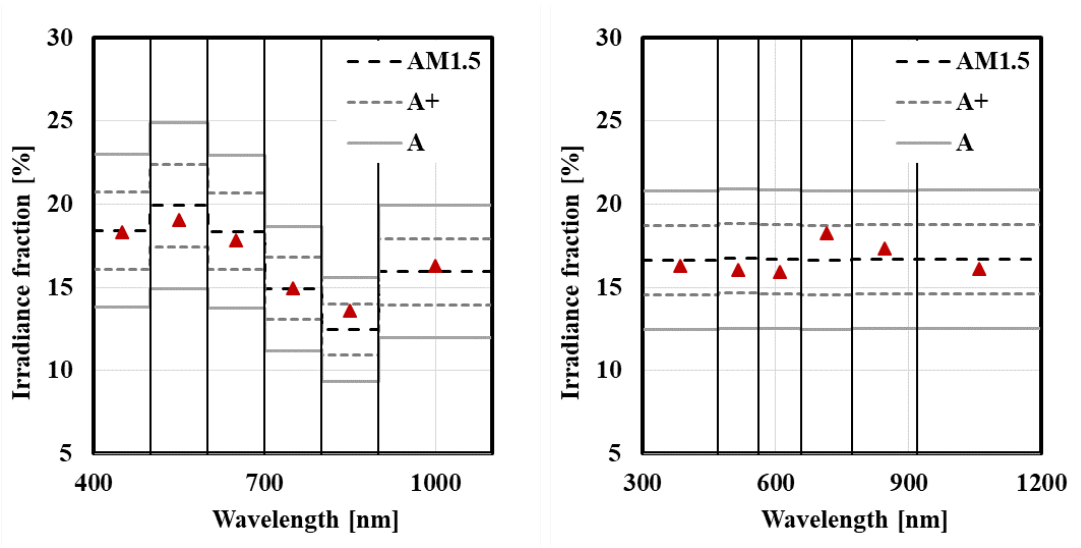 30
25
20
15
10
5
Irradiance fraction [%]
AM1.5
A+
A
400
700
1000
Wavelength [nm]
30
25
20
15
10
5
Irradiance fraction [%]
AM1.5
A+
A
300
600
900
1200
Wavelength [nm]